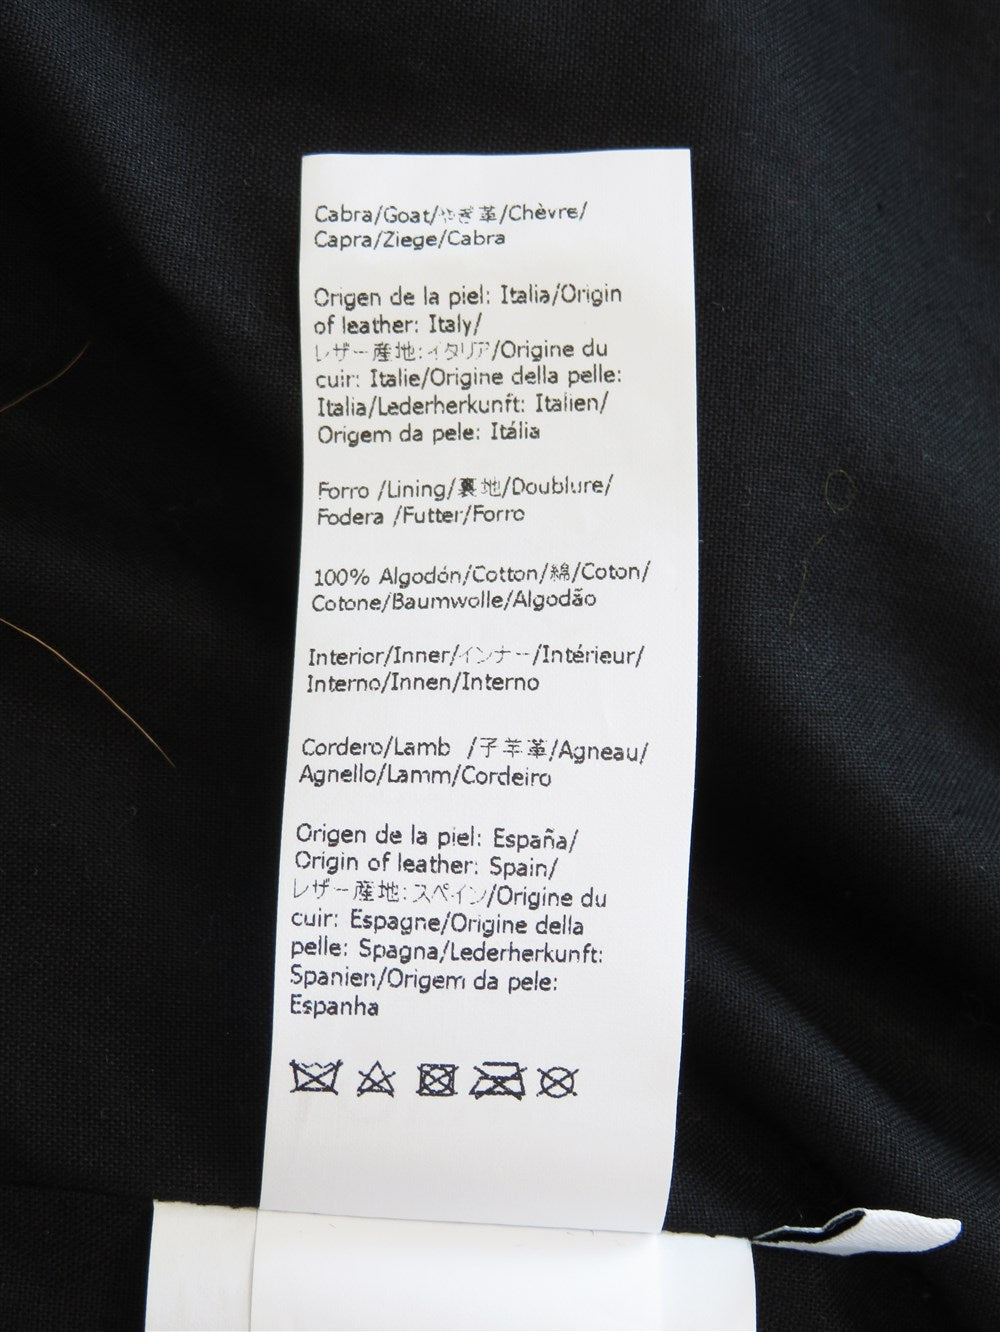 Cabra/Goat/やぎ革/Chèvre/
Capra/Ziege/Cabra
Origen de la piel: Italia/Origin
of leather: Italy/
レザー産地:イタリア/Origine du
cuir: Italie/Origine della pelle:
Italia/Lederherkunft: Italien/
Origem da pele: Itália
Forro /Lining/裏地/Doublure/
Fodera /Futter/Forro
100% Algodón/Cotton/綿/Coton/
Cotone/Baumwolle/Algodão
Interior/Inner/インナー/Intérieur/
Interno/Innen/Interno
Cordero/Lamb /子羊革/Agneau/
Agnello/Lamm/Cordeiro
Origen de la piel: España/
Origin of leather: Spain/
レザー産地:スペイン/Origine du
cuir: Espagne/Origine della
pelle: Spagna/Lederherkunft:
Spanien/Origem da pele:
Espanha